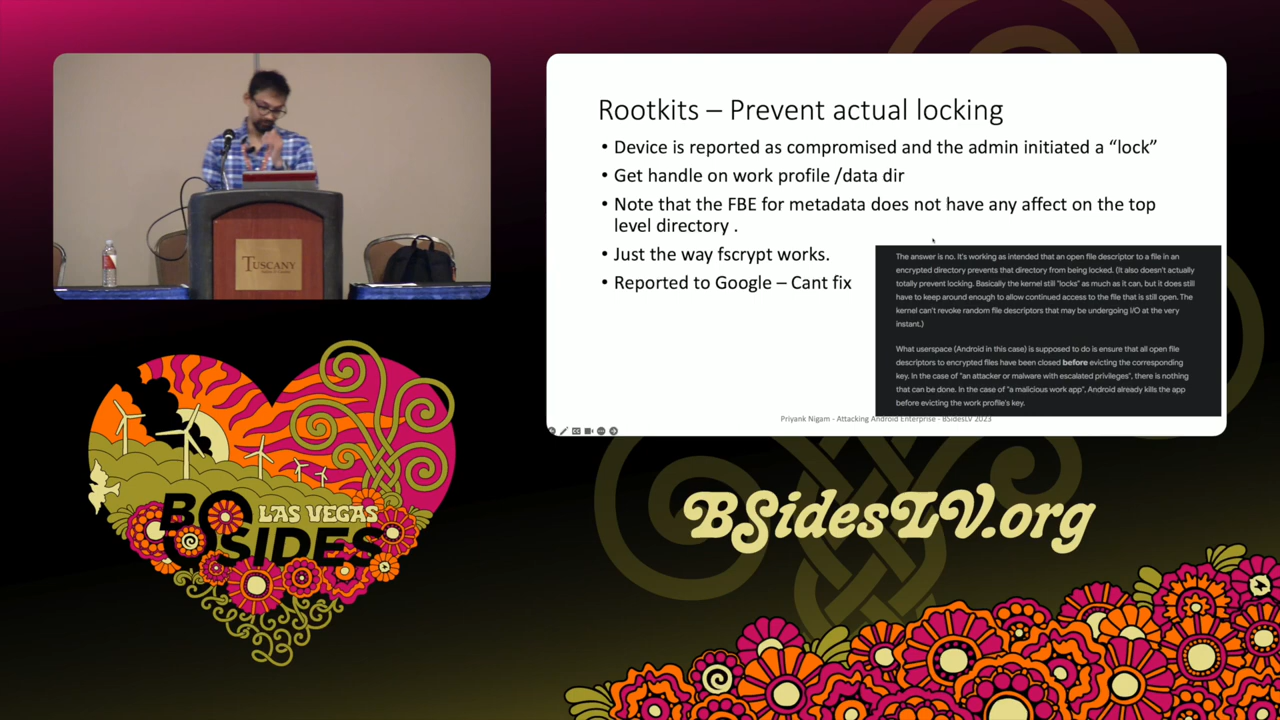 Rootkits – Prevent actual locking
• Device is reported as compromised and the admin initiated a “lock”
• Get handle on work profile /data dir
• Note that the FBE for metadata does not have any affect on the top
level directory .
• Just the way fscrypt works.
• Reported to Google – Cant fix
The answer is no. It's working as intended that an open file descriptor to a file in an
encrypted directory prevents that directory from being locked. (It also doesn't actually
totally prevent locking. Basically the kernel still "locks" as much as it can, but it does still
have to keep around enough to allow continued access to the file that is still open. The
kernel can't revoke random file descriptors that may be undergoing I/O at the very
instant.)
What userspace (Android in this case) is supposed to do is ensure that all open file
descriptors to encrypted files have been closed before evicting the corresponding
key. In the case of "an attacker or malware with escalated privileges", there is nothing
that can be done. In the case of "a malicious work app", Android already kills the app
before evicting the work profile's key.
Priyank Nigam - Attacking Android Enterprise - BSidesLV 2023
TUSCANY
LAS VEGAS
BSIDES
23
BSidesLV.org